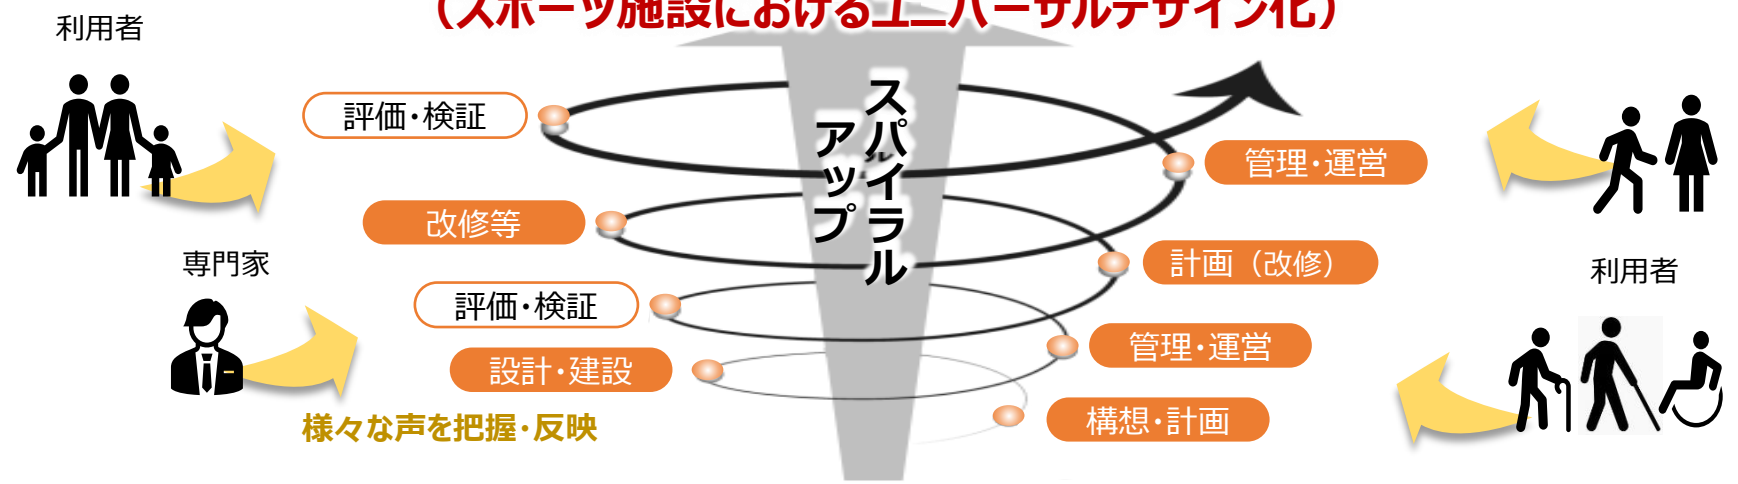 （スポーツ施設におけるユニバーサルデザイン化）
利用者
スパイラル
アップ
評価・検証
管理・運営
改修等
計画（改修）
専門家
利用者
評価・検証
管理・運営
設計・建設
構想・計画
様々な声を把握・反映